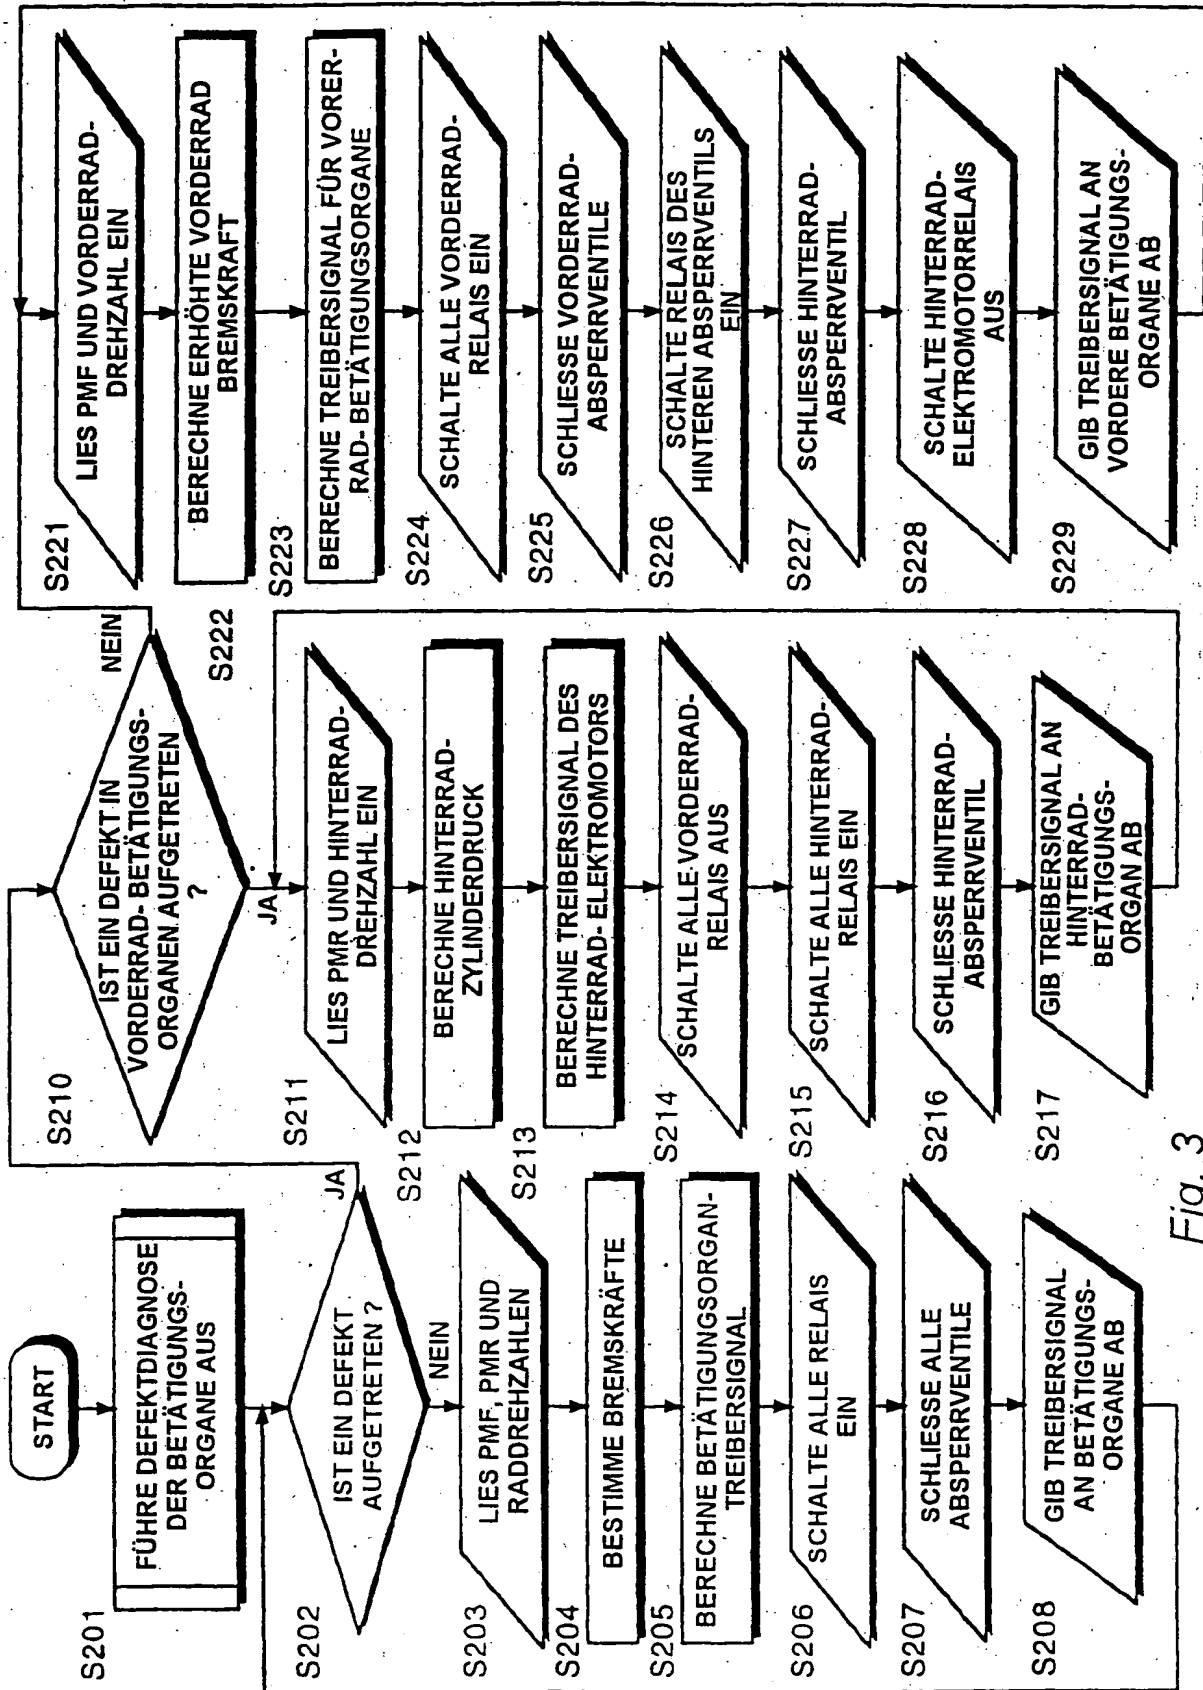 START
S201
FÜHRE DEFEKTDIAGNOSE
DER BETÄTIGUNGS-
ORGANE AUS
S202
IST EIN DEFEKT
AUFGETRETEN ?
JA
NEIN
S203
LIES PMF, PMR UND
RADDREHZAHLEN
S204
BESTIMME BREMSKRÄFTE
S205
BERECHNE BETÄTIGUNGSORGAN-
TREIBERSIGNAL
S206
SCHALTE ALLE RELAIS
EIN
S207
SCHLIESSE ALLE
ABSPERRVENTILE
S208
GIB TREIBERSIGNAL
AN BETÄTIGUNGS-
ORGANE AB
S210
IST EIN DEFEKT IN
VORDERRAD- BETÄTIGUNGS-
ORGANEN AUFGETRETEN
?
NEIN
JA
S211
LIES PMR UND HINTERRAD-
DREHZAHL EIN
S212
BERECHNE HINTERRAD-
ZYLINDERDRUCK
S213
BERECHNE TREIBERSIGNAL DES
HINTERRAD- ELEKTROMOTORS
S214
SCHALTE ALLE VORDERRAD-
RELAIS AUS
S215
SCHALTE ALLE HINTERRAD-
RELAIS EIN
S216
SCHLIESSE HINTERRAD-
ABSPERRVENTIL
S217
GIB TREIBERSIGNAL AN
HINTERRAD-
BETÄTIGUNGS-
ORGAN AB
S221
LIES PMF UND VORDERRAD-
DREHZAHL EIN
S222
BERECHNE ERHÖHTE VORDERRAD
BREMSKRAFT
S223
BERECHNE TREIBERSIGNAL FÜR VORER-
RAD- BETÄTIGUNGSORGANE
S224
SCHALTE ALLE VORDERRAD-
RELAIS EIN
S225
SCHLIESSE VORDERRAD-
ABSPERRVENTILE
S226
SCHALTE RELAIS DES
HINTEREN ABSPERRVENTILS
EIN
S227
SCHLIESSE HINTERRAD-
ABSPERRVENTIL
S228
SCHALTE HINTERRAD-
ELEKTROMOTORRELAIS
AUS
S229
GIB TREIBERSIGNAL AN
VORDERE BETÄTIGUNGS-
ORGANE AB
Fig. 3